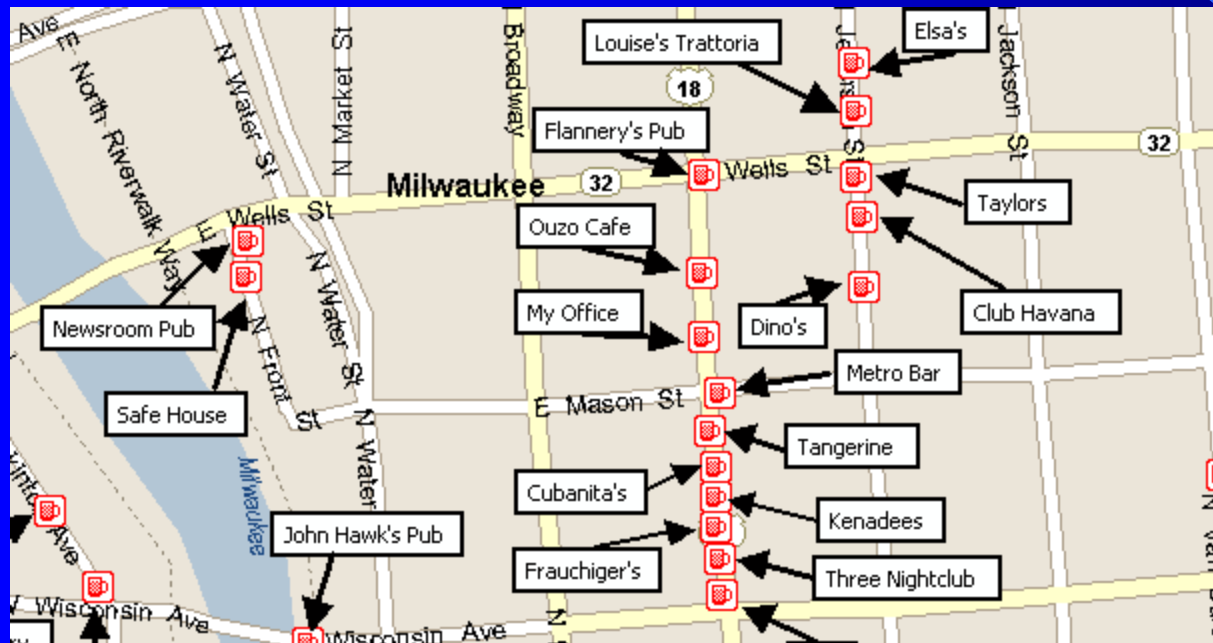 Ave
E North Riverwalk Way
N Water St
N Market St
Broadway
Louise's Trattoria
18
Elsa's
Jackson St
Flannery's Pub
32
Milwaukee
32
Wells St
St
E Wells St
Taylors
Ouzo Cafe
N Water St
Newsroom Pub
My Office
Dino's
Club Havana
N Front St
Safe House
Metro Bar
E Mason St
Tangerine
N Water
Milwaukee
Cubanita's
Kenadees
John Hawk's Pub
Frauchiger's
Three Nightclub
Ave
Wisconsin Ave
Wisconsin Ave
N
N